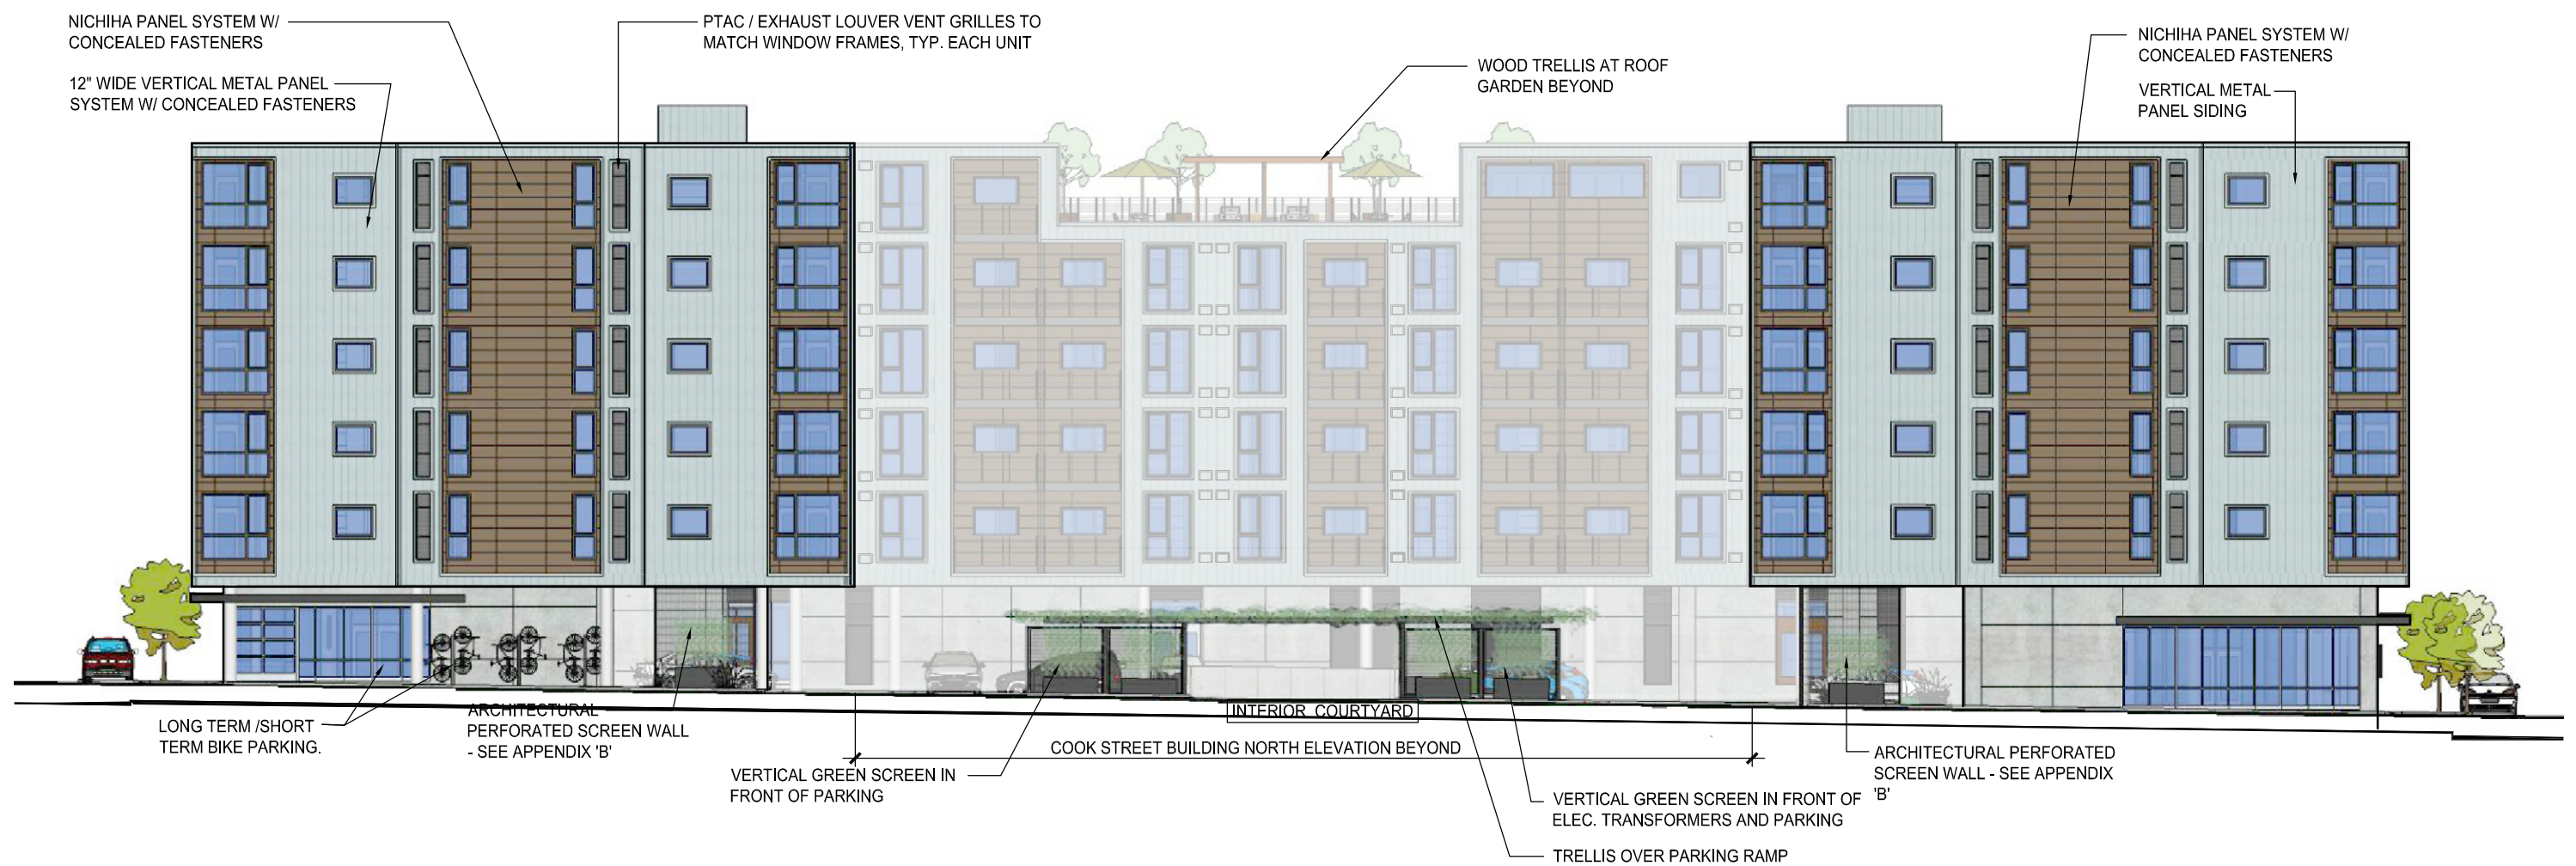 NICHIHA PANEL SYSTEM W/
CONCEALED FASTENERS
12" WIDE VERTICAL METAL PANEL
SYSTEM W/ CONCEALED FASTENERS
PTAC / EXHAUST LOUVER VENT GRILLES TO
MATCH WINDOW FRAMES, TYP. EACH UNIT
WOOD TRELLIS AT ROOF
GARDEN BEYOND
NICHIHA PANEL SYSTEM W/
CONCEALED FASTENERS
VERTICAL METAL
PANEL SIDING
LONG TERM /SHORT
TERM BIKE PARKING.
ARCHITECTURAL
PERFORATED SCREEN WALL
- SEE APPENDIX 'B'
VERTICAL GREEN SCREEN IN
FRONT OF PARKING
INTERIOR COURTYARD
COOK STREET BUILDING NORTH ELEVATION BEYOND
VERTICAL GREEN SCREEN IN FRONT OF
ELEC. TRANSFORMERS AND PARKING
TRELLIS OVER PARKING RAMP
ARCHITECTURAL PERFORATED
SCREEN WALL - SEE APPENDIX
'B'